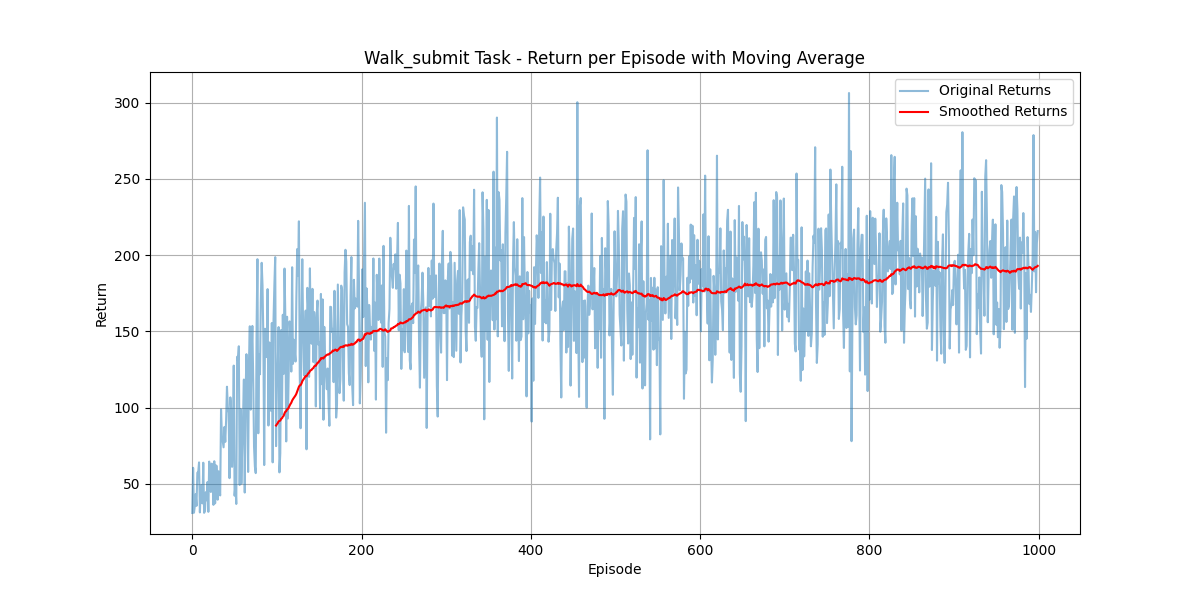 Walk_submit Task - Return per Episode with Moving Average
Original Returns
Smoothed Returns
300
250
200
150
100
50
Return
0 200 400 600 800 1000
Episode